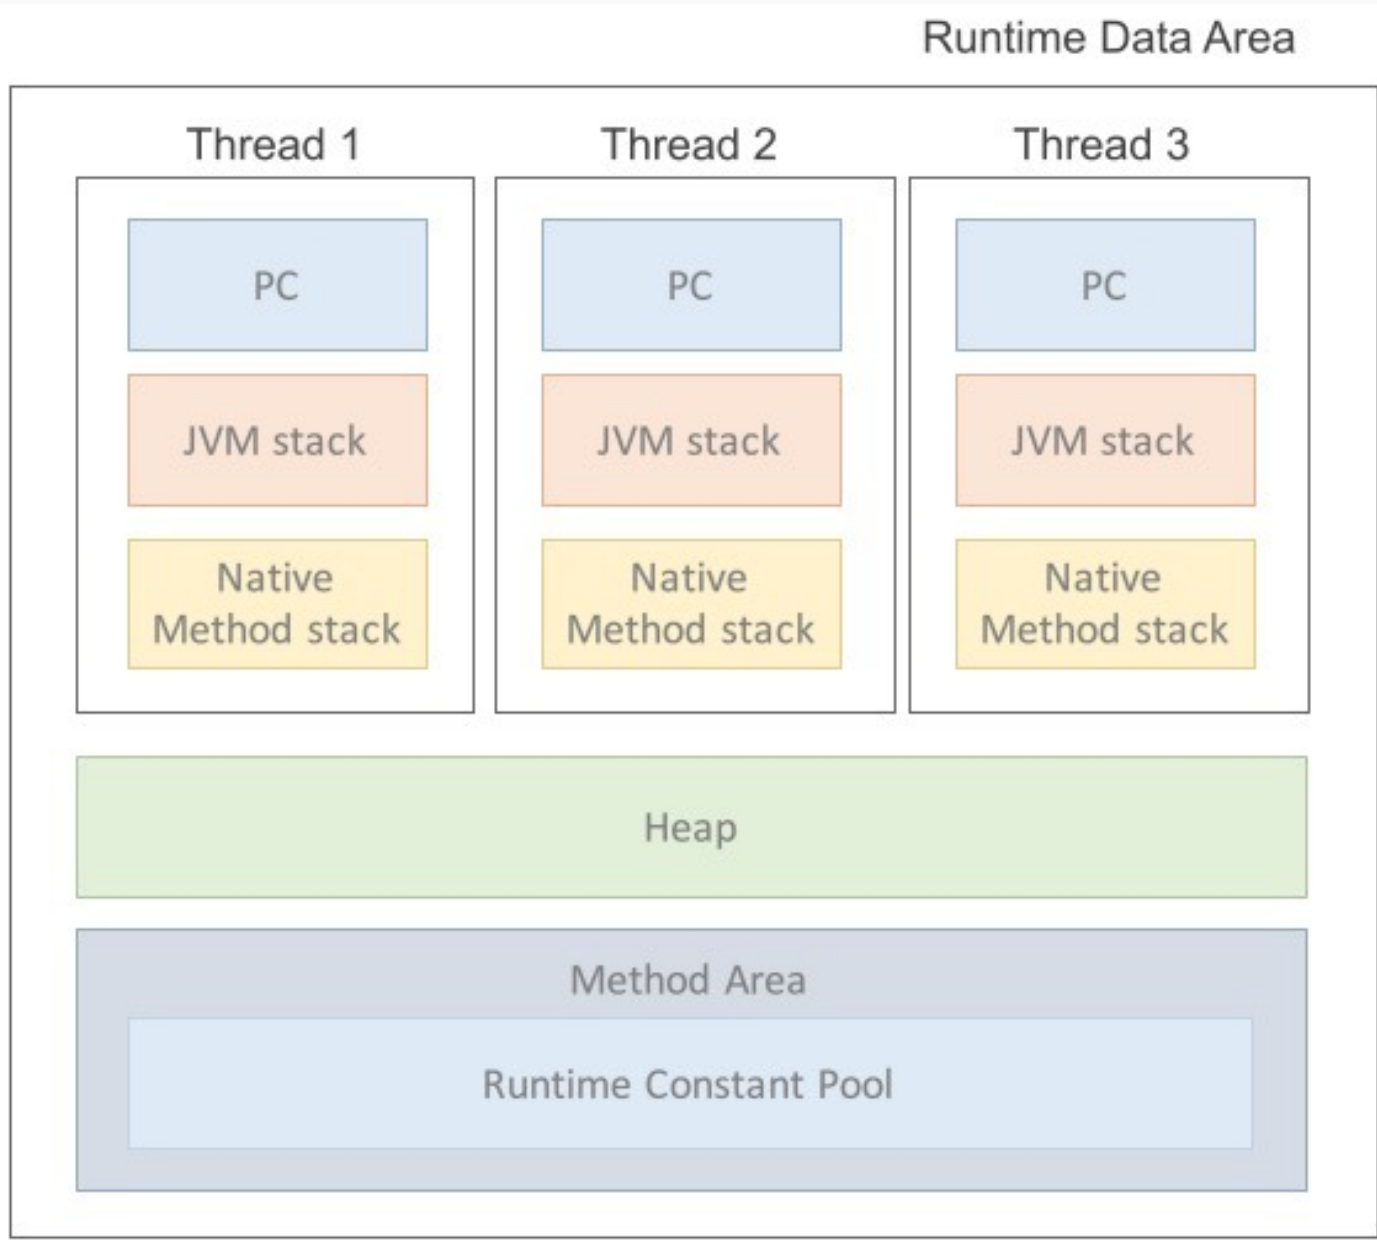 Runtime Data Area
Thread 1
PC
JVM stack
Native
Method stack
Thread 2
PC
JVM stack
Native
Method stack
Thread 3
PC
JVM stack
Native
Method stack
Heap
Method Area
Runtime Constant Pool